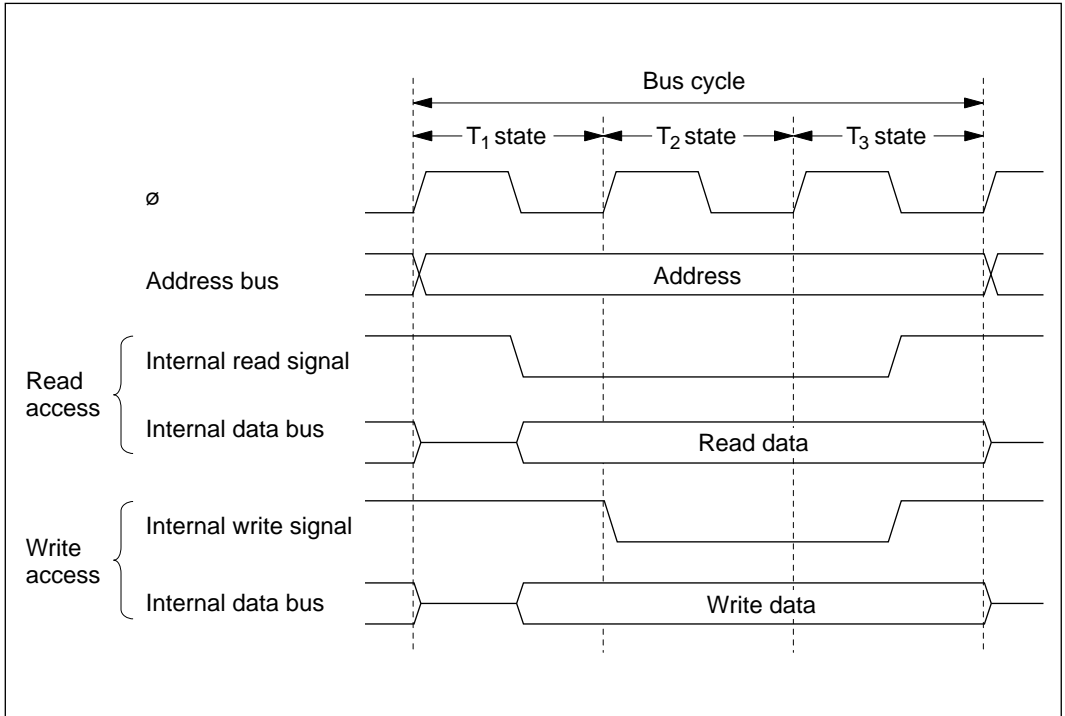 Bus cycle
T1 state
T2 state
T3 state
ø
Address bus
Address
Read
access
Internal read signal
Internal data bus
Read data
Write
access
Internal write signal
Internal data bus
Write data